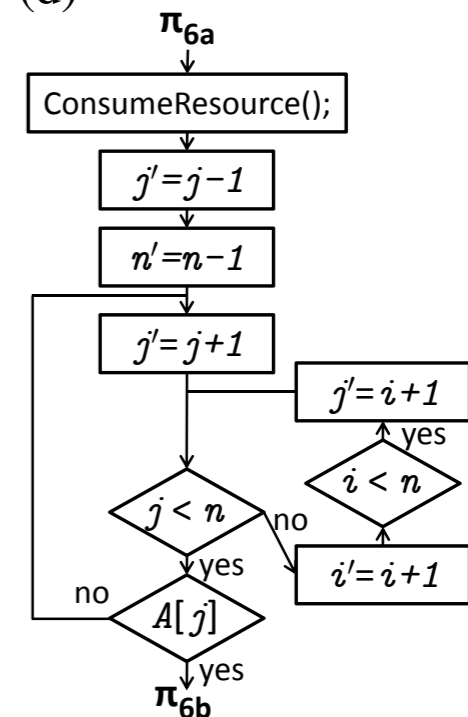 (d)
π6a
ConsumeResource();
j'=j-1
n'=n-1
j'=j+1
j'=i+1
yes
i < n
j < n
no
i'=i+1
yes
no
A[j]
yes
π6b